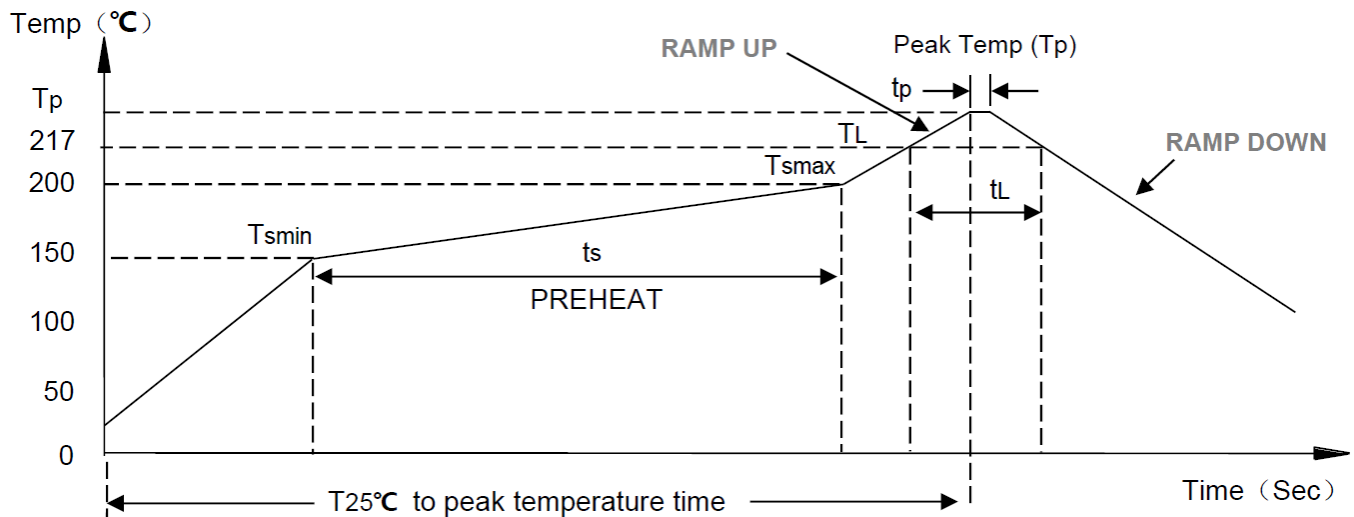 Temp（℃）
RAMP UP
Peak Temp (Tp)
tp
Tp
217
TL
RAMP DOWN
200
Tsmax
tL
Tsmin
150
ts
PREHEAT
100
50
0
T25℃ to peak temperature time
Time（Sec）